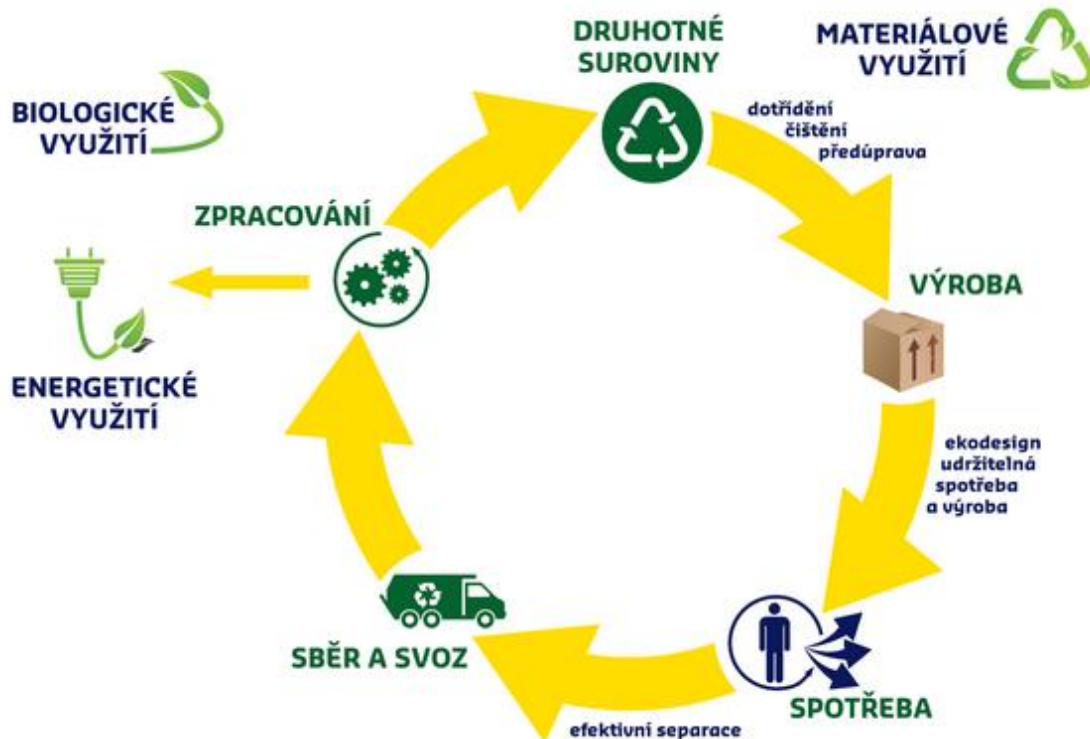 DRUHOTNÉ
SUROVINY
MATERIÁLOVÉ
VYUŽITÍ
BIOLOGICKÉ
VYUŽITÍ
dotřídění
čištění
předúprava
ZPRACOVÁNÍ
VÝROBA
ENERGETICKÉ
VYUŽITÍ
ekodesign
udržitelná
spotřeba
a výroba
SBĚR A SVOZ
SPOTŘEBA
efektivní separace